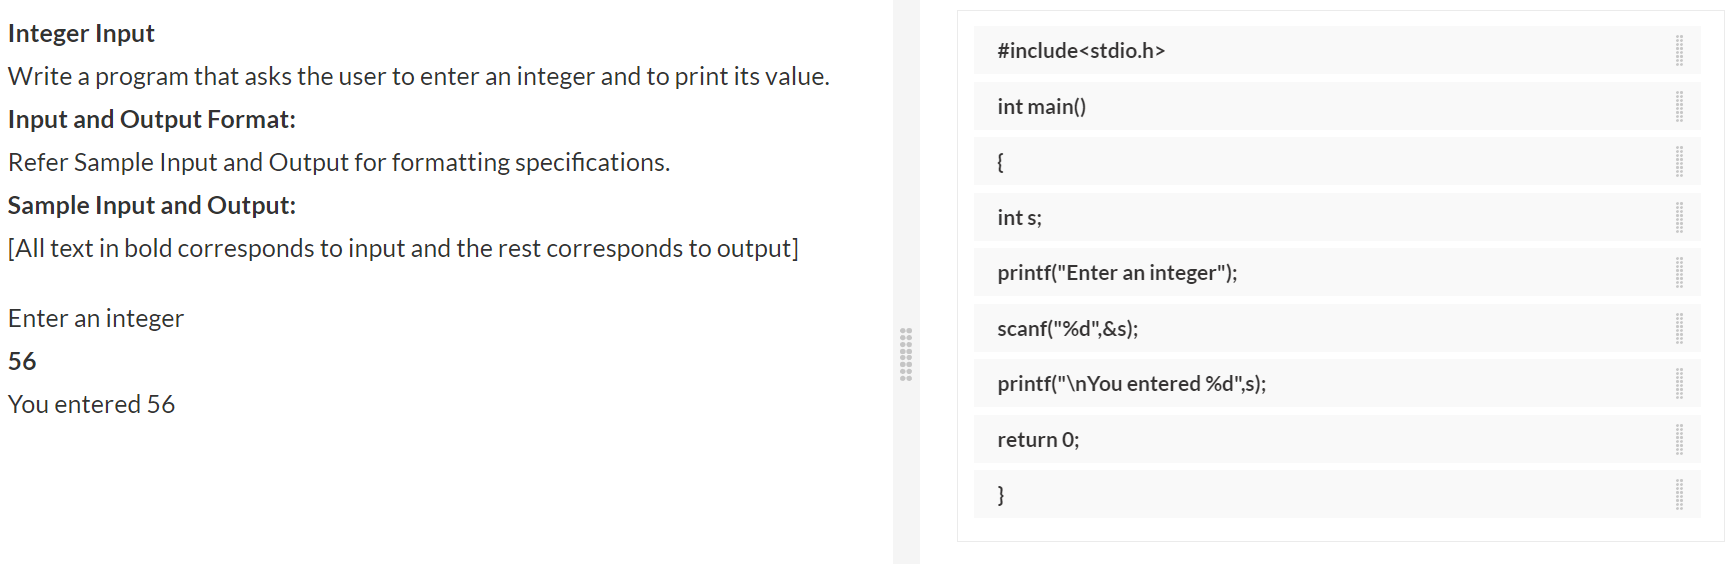 Integer Input
Write a program that asks the user to enter an integer and to print its value.
Input and Output Format:
Refer Sample Input and Output for formatting specifications.
Sample Input and Output:
[All text in bold corresponds to input and the rest corresponds to output]
Enter an integer
56
You entered 56
#include<stdio.h>
int main()
{
int s;
printf("Enter an integer");
scanf("%d",&s);
printf("\nYou entered %d",s);
return 0;
}